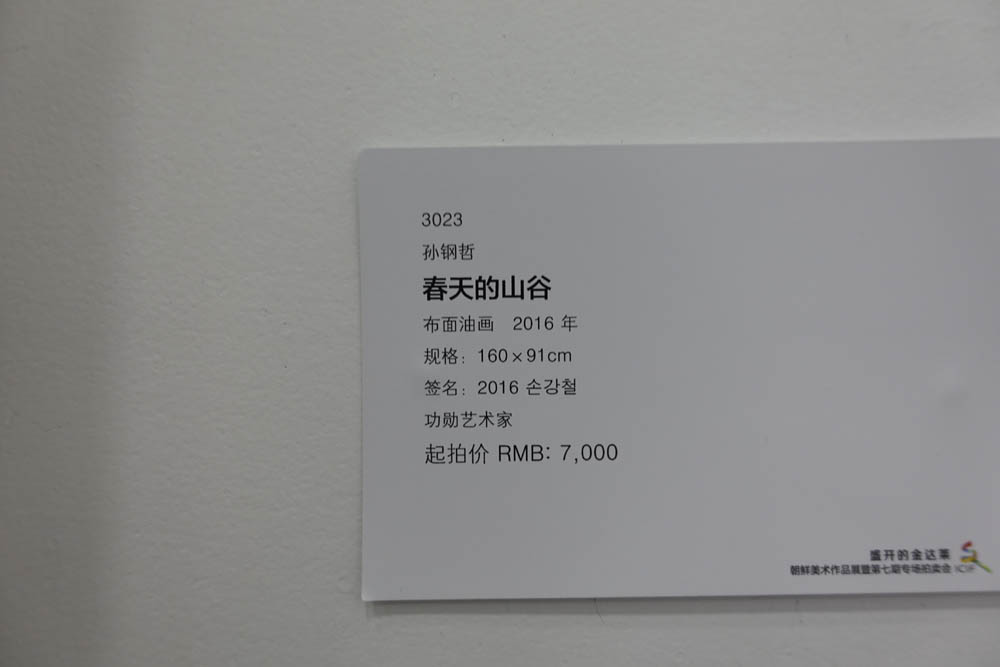 3023
孙钢哲
春天的山谷
布面油画 2016 年
规格：160×91cm
签名：2016 손강철
功勋艺术家
起拍价 RMB: 7,000
盛开的金达莱
朝鲜美术作品展暨第七期专场拍卖会